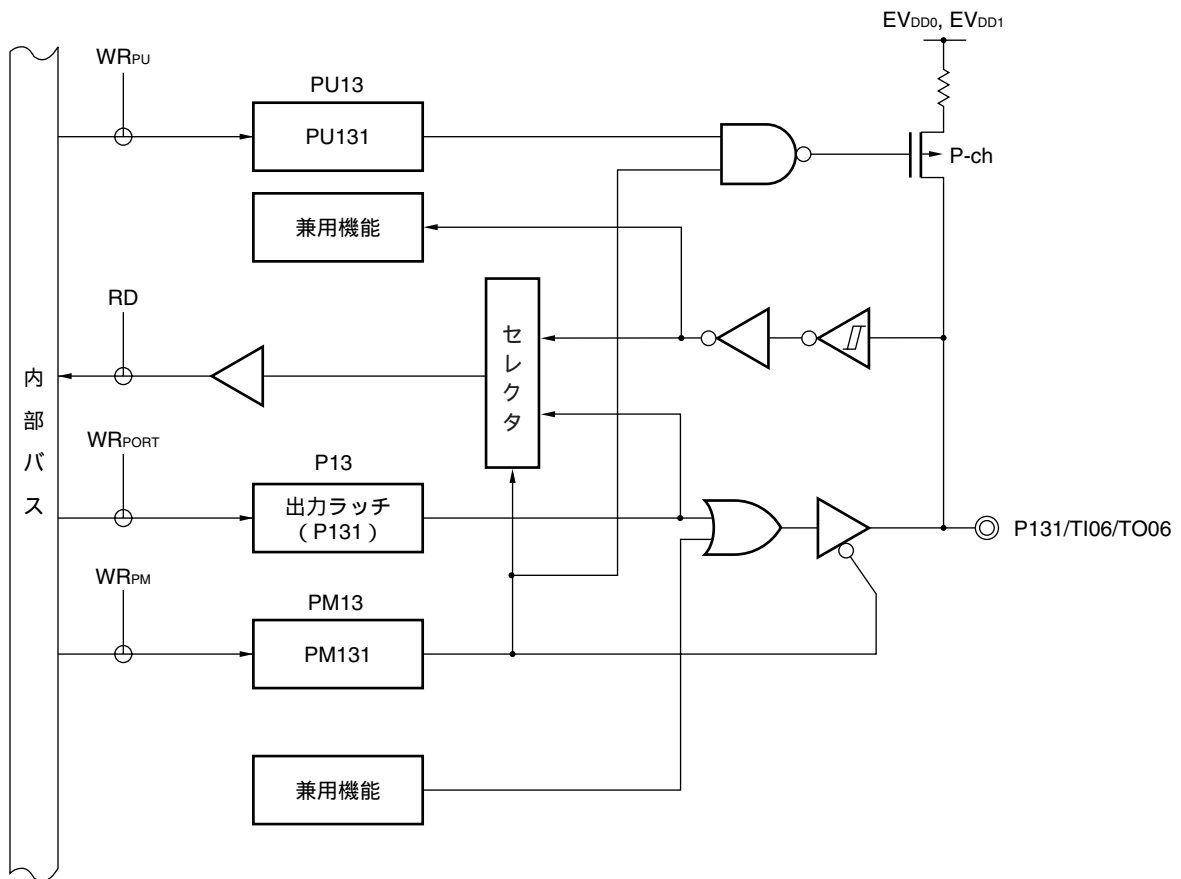 EVDD0, EVDD1
WRPU
PU13
PU131
P-ch
兼用機能
RD
セレクタ
内部バス
WRPORT
P13
出力ラッチ
（P131）
P131/TI06/TO06
WRPM
PM13
PM131
兼用機能